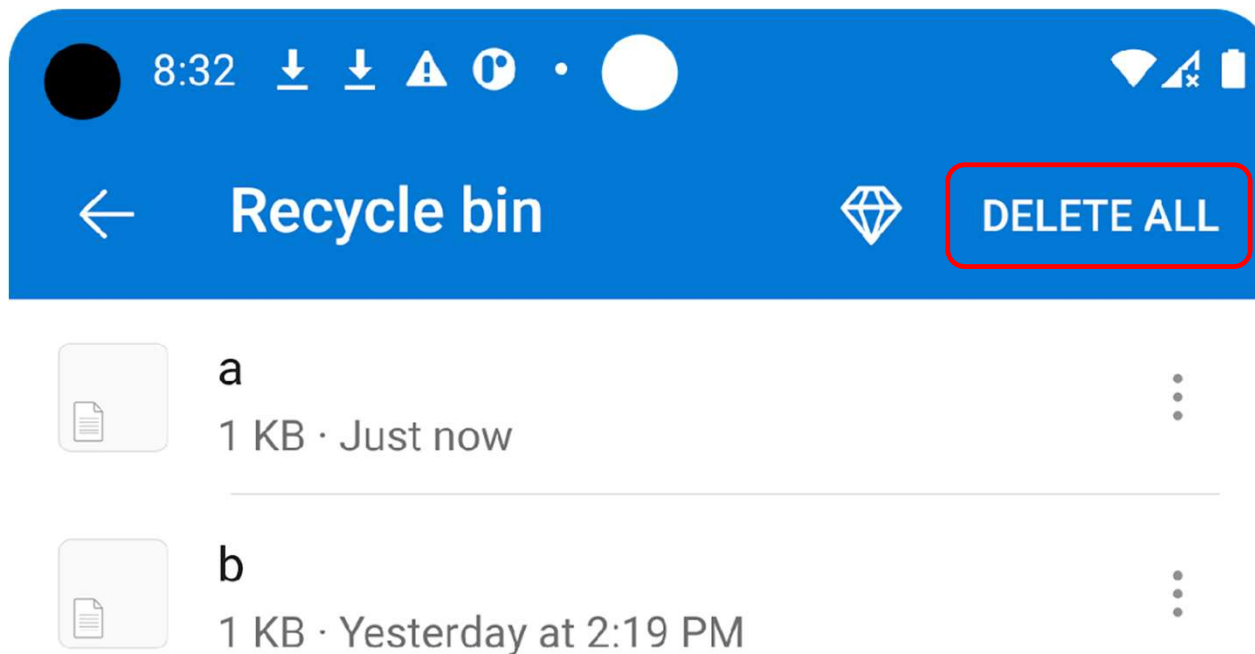 8:32
Recycle bin
DELETE ALL
a
1 KB · Just now
b
1 KB · Yesterday at 2:19 PM